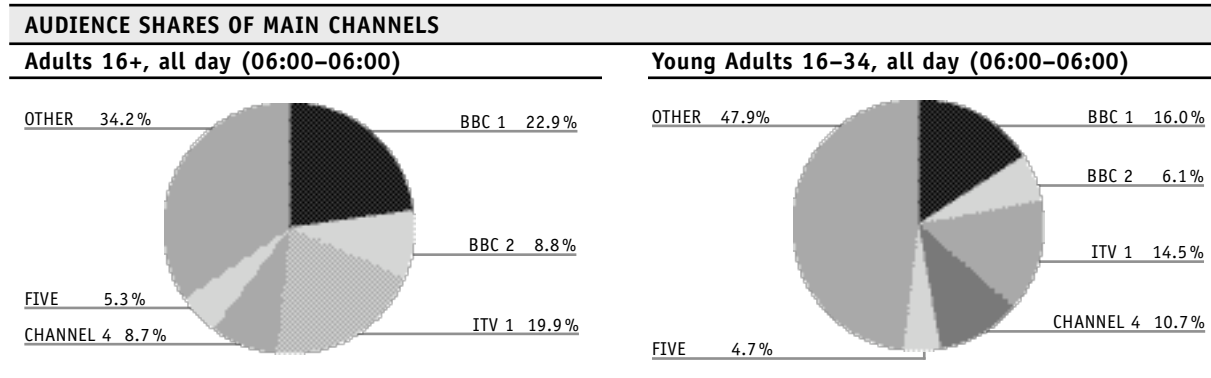 AUDIENCE SHARES OF MAIN CHANNELS
Adults 16+, all day (06:00–06:00)
OTHER 34.2%
BBC 1 22.9%
BBC 2 8.8%
FIVE 5.3%
ITV 1 19.9%
CHANNEL 4 8.7%
Young Adults 16–34, all day (06:00–06:00)
OTHER 47.9%
BBC 1 16.0%
BBC 2 6.1%
ITV 1 14.5%
CHANNEL 4 10.7%
FIVE 4.7%